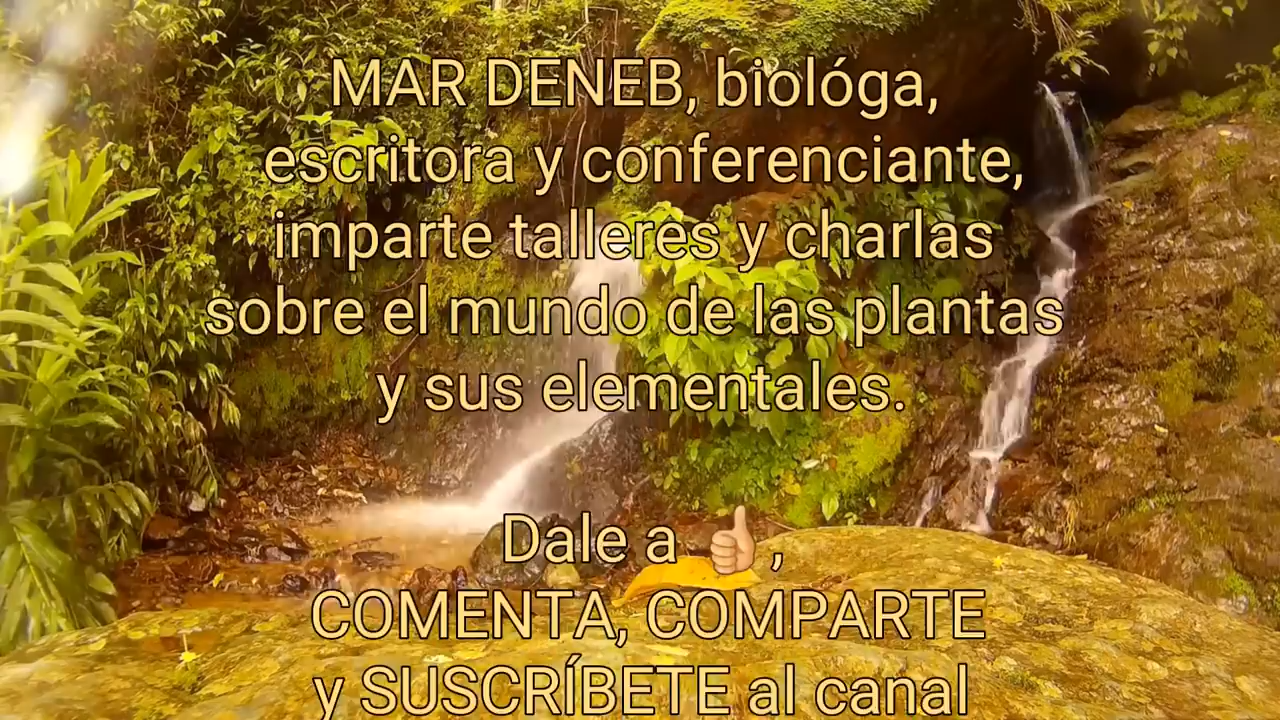 MAR DENEB, biológa,
escritora y conferenciante,
imparte talleres y charlas
sobre el mundo de las plantas
y sus elementales.
Dale a 👍🏼,
COMENTA, COMPARTE
y SUSCRÍBETE al canal